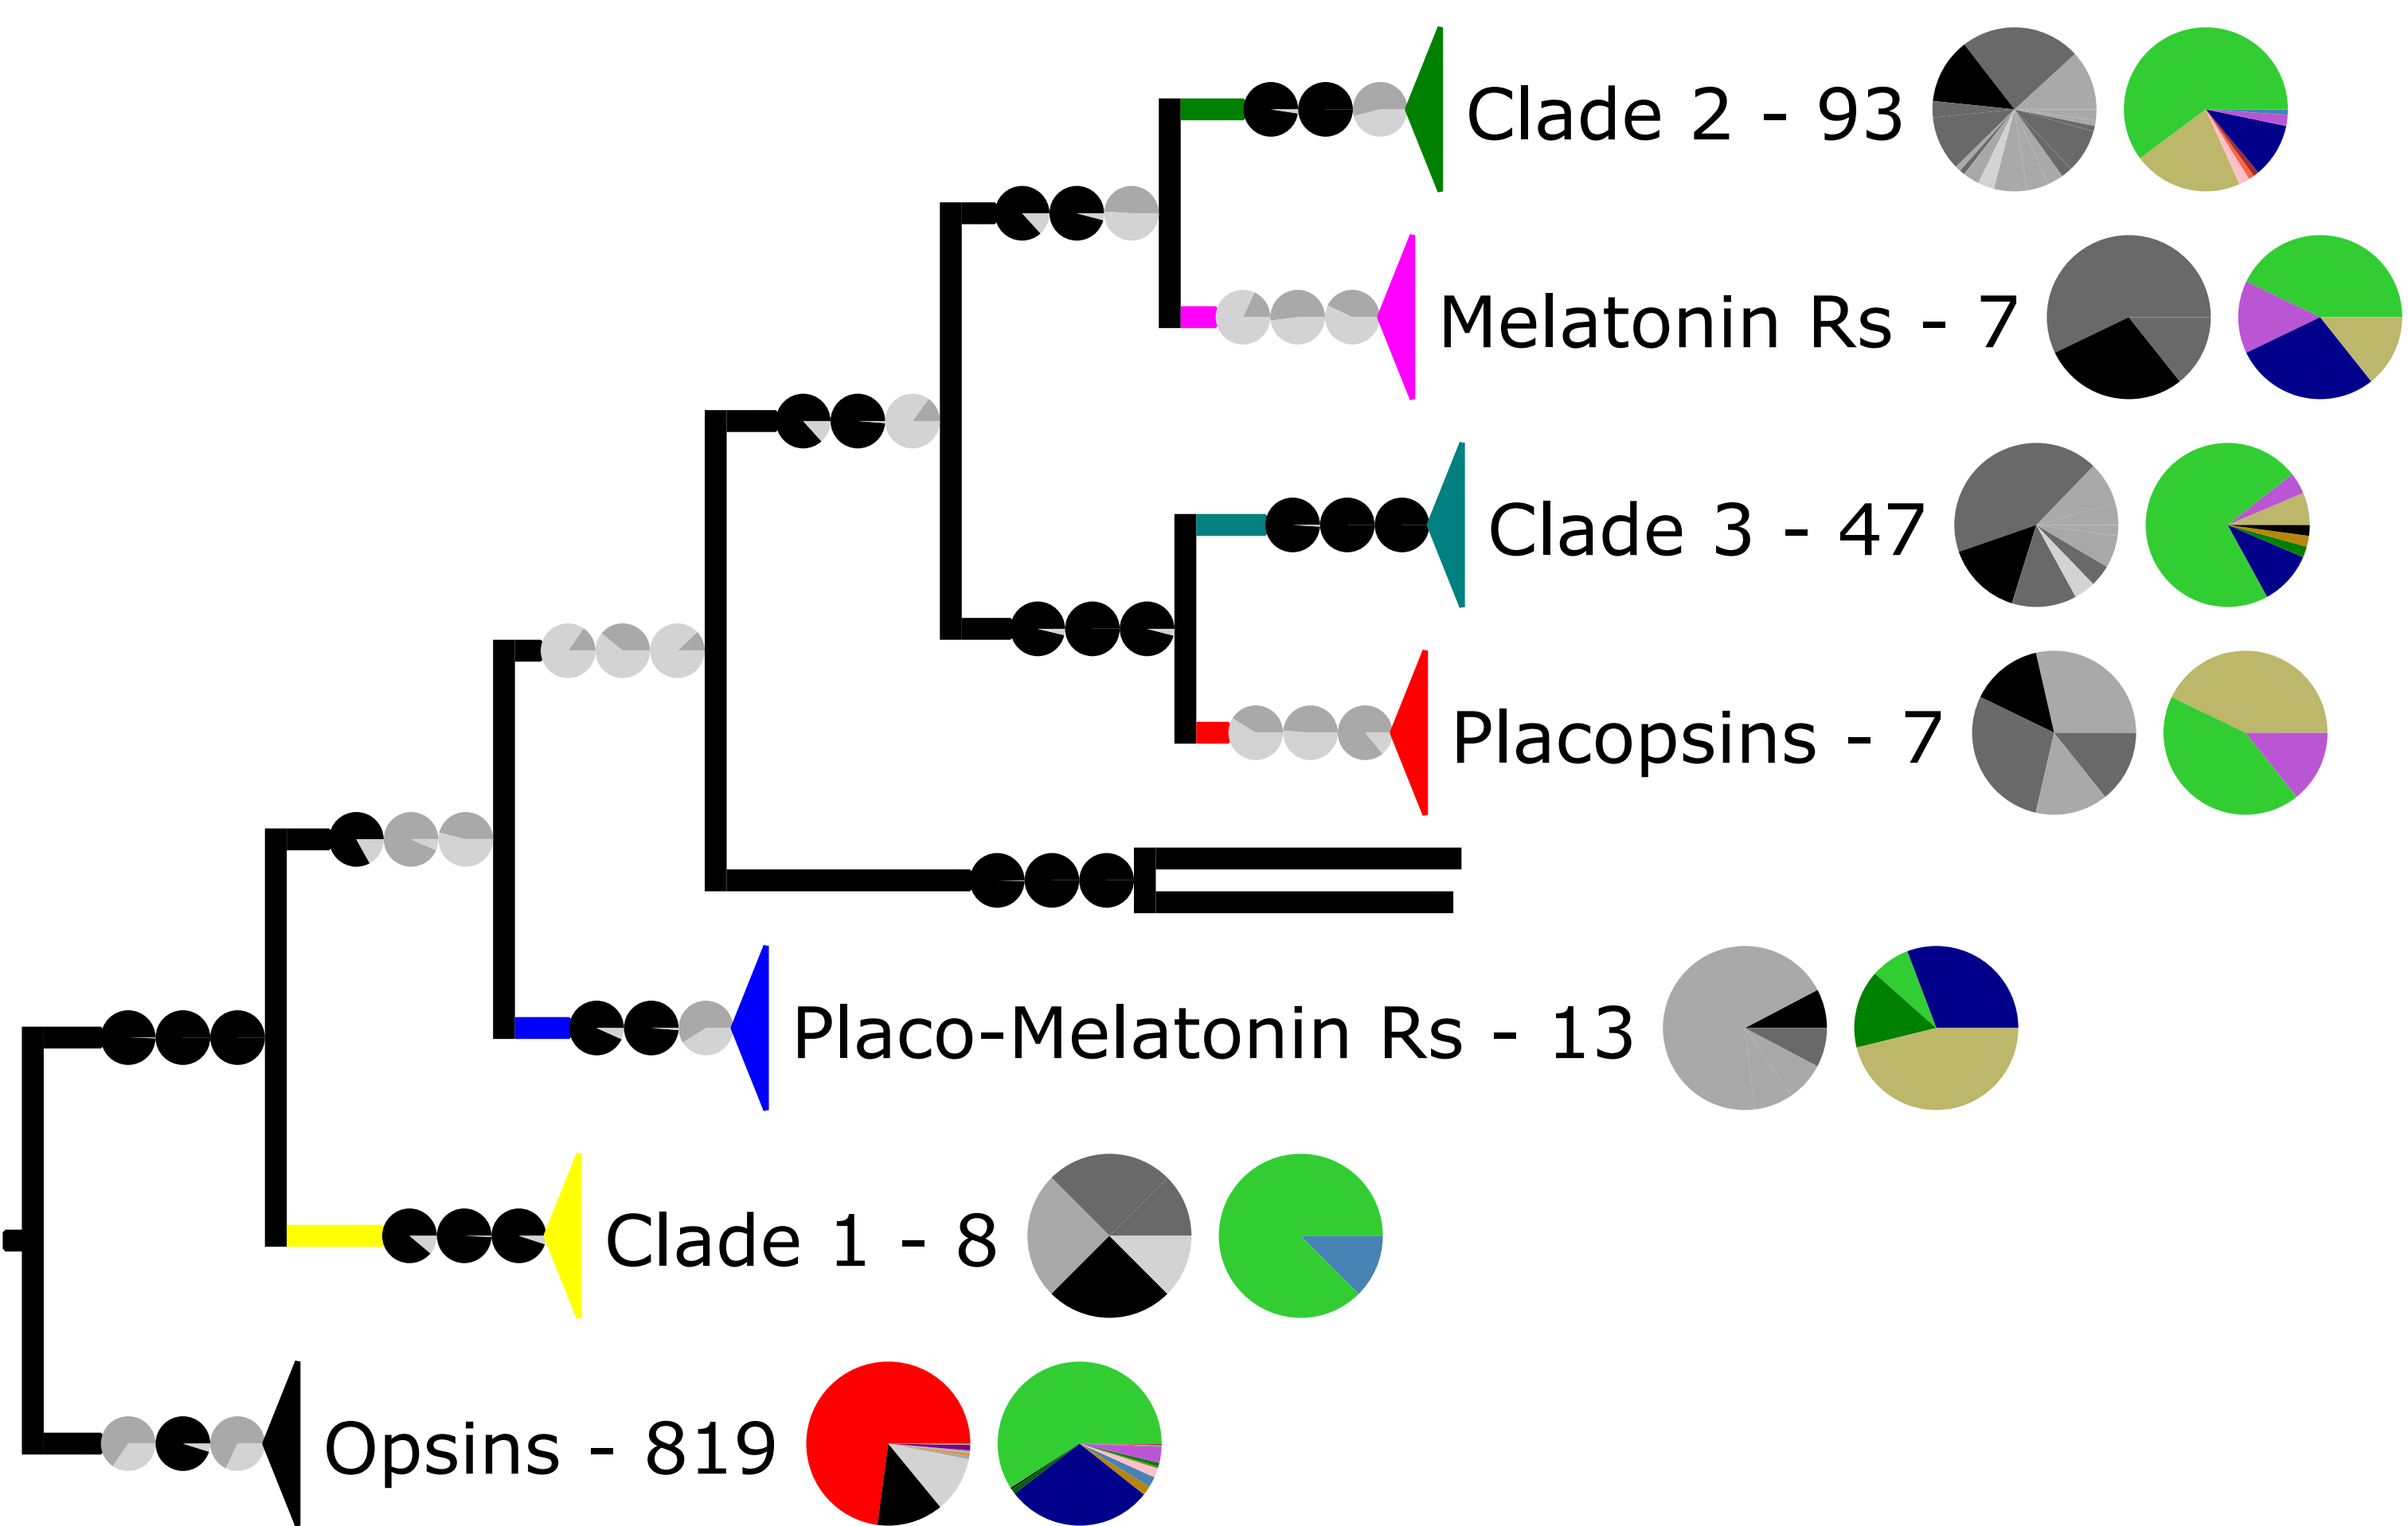 Clade 2 - 93
Melatonin Rs - 7
Clade 3 - 47
Placopsins - 7
Placo-Melatonin Rs - 13
Clade 1 - 8
Opsins - 819